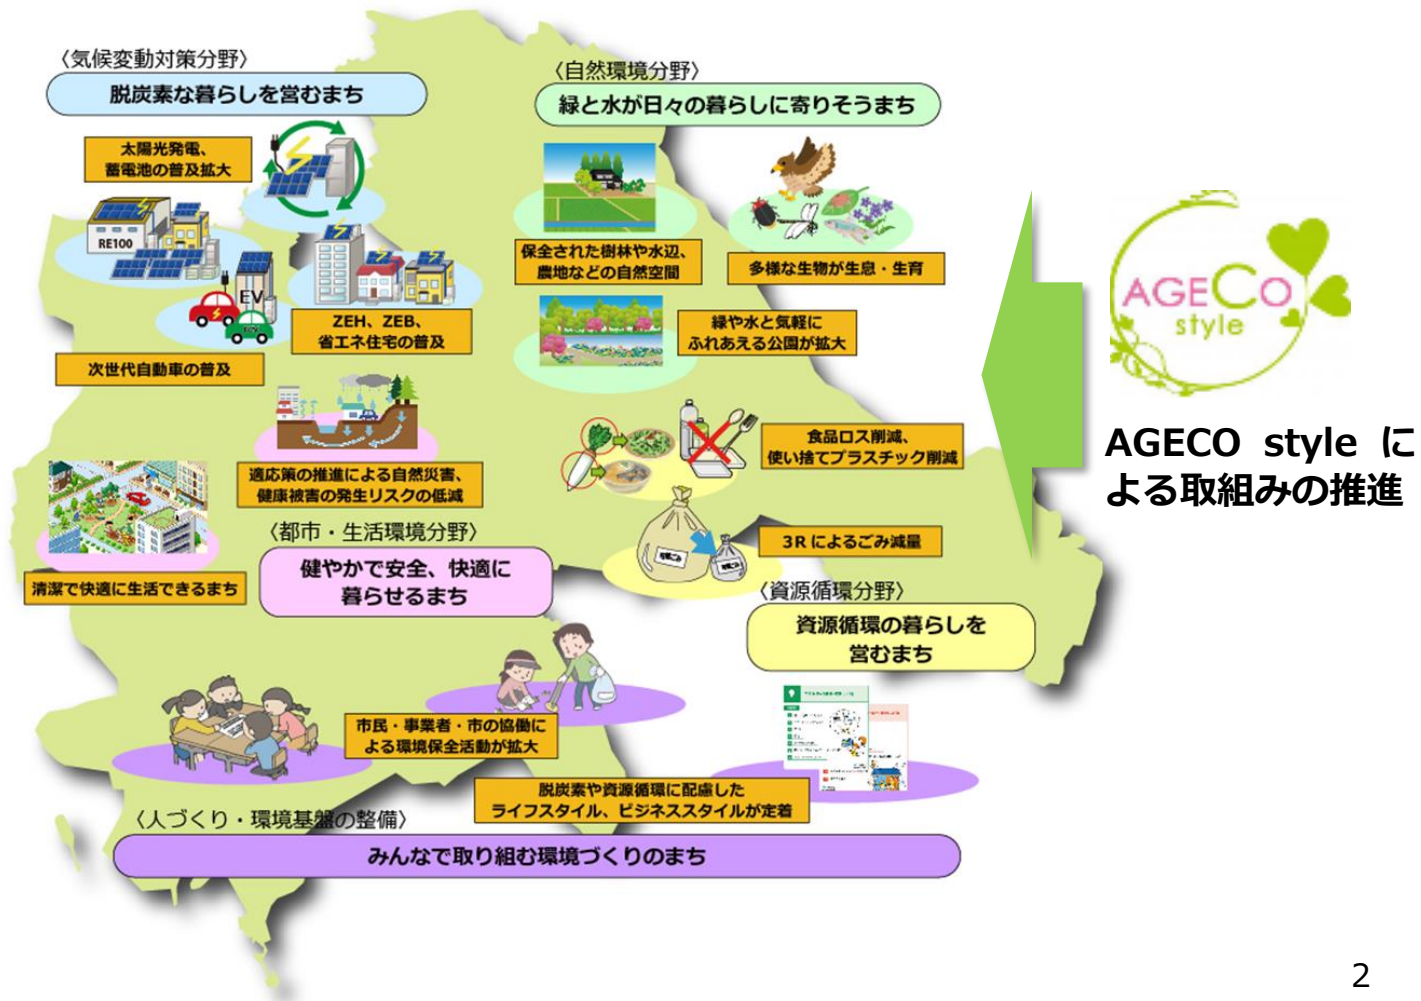 〈気候変動対策分野〉
脱炭素な暮らしを営むまち
太陽光発電、
蓄電池の普及拡大
RE100
EV
ZEH、ZEB、
省エネ住宅の普及
次世代自動車の普及
〈自然環境分野〉
緑と水が日々の暮らしに寄りそうまち
保全された樹林や水辺、
農地などの自然空間
多様な生物が生息・生育
緑や水と気軽に
ふれあえる公園が拡大
適応策の推進による自然災害、
健康被害の発生リスクの低減
清潔で快適に生活できるまち
〈都市・生活環境分野〉
健やかで安全、快適に
暮らせるまち
食品ロス削減、
使い捨てプラスチック削減
3Rによるごみ減量
〈資源循環分野〉
資源循環の暮らしを
営むまち
市民・事業者・市の協働に
よる環境保全活動が拡大
脱炭素や資源循環に配慮した
ライフスタイル、ビジネススタイルが定着
〈人づくり・環境基盤の整備〉
みんなで取り組む環境づくりのまち
AGECO
style
AGECO style に
よる取組みの推進
2